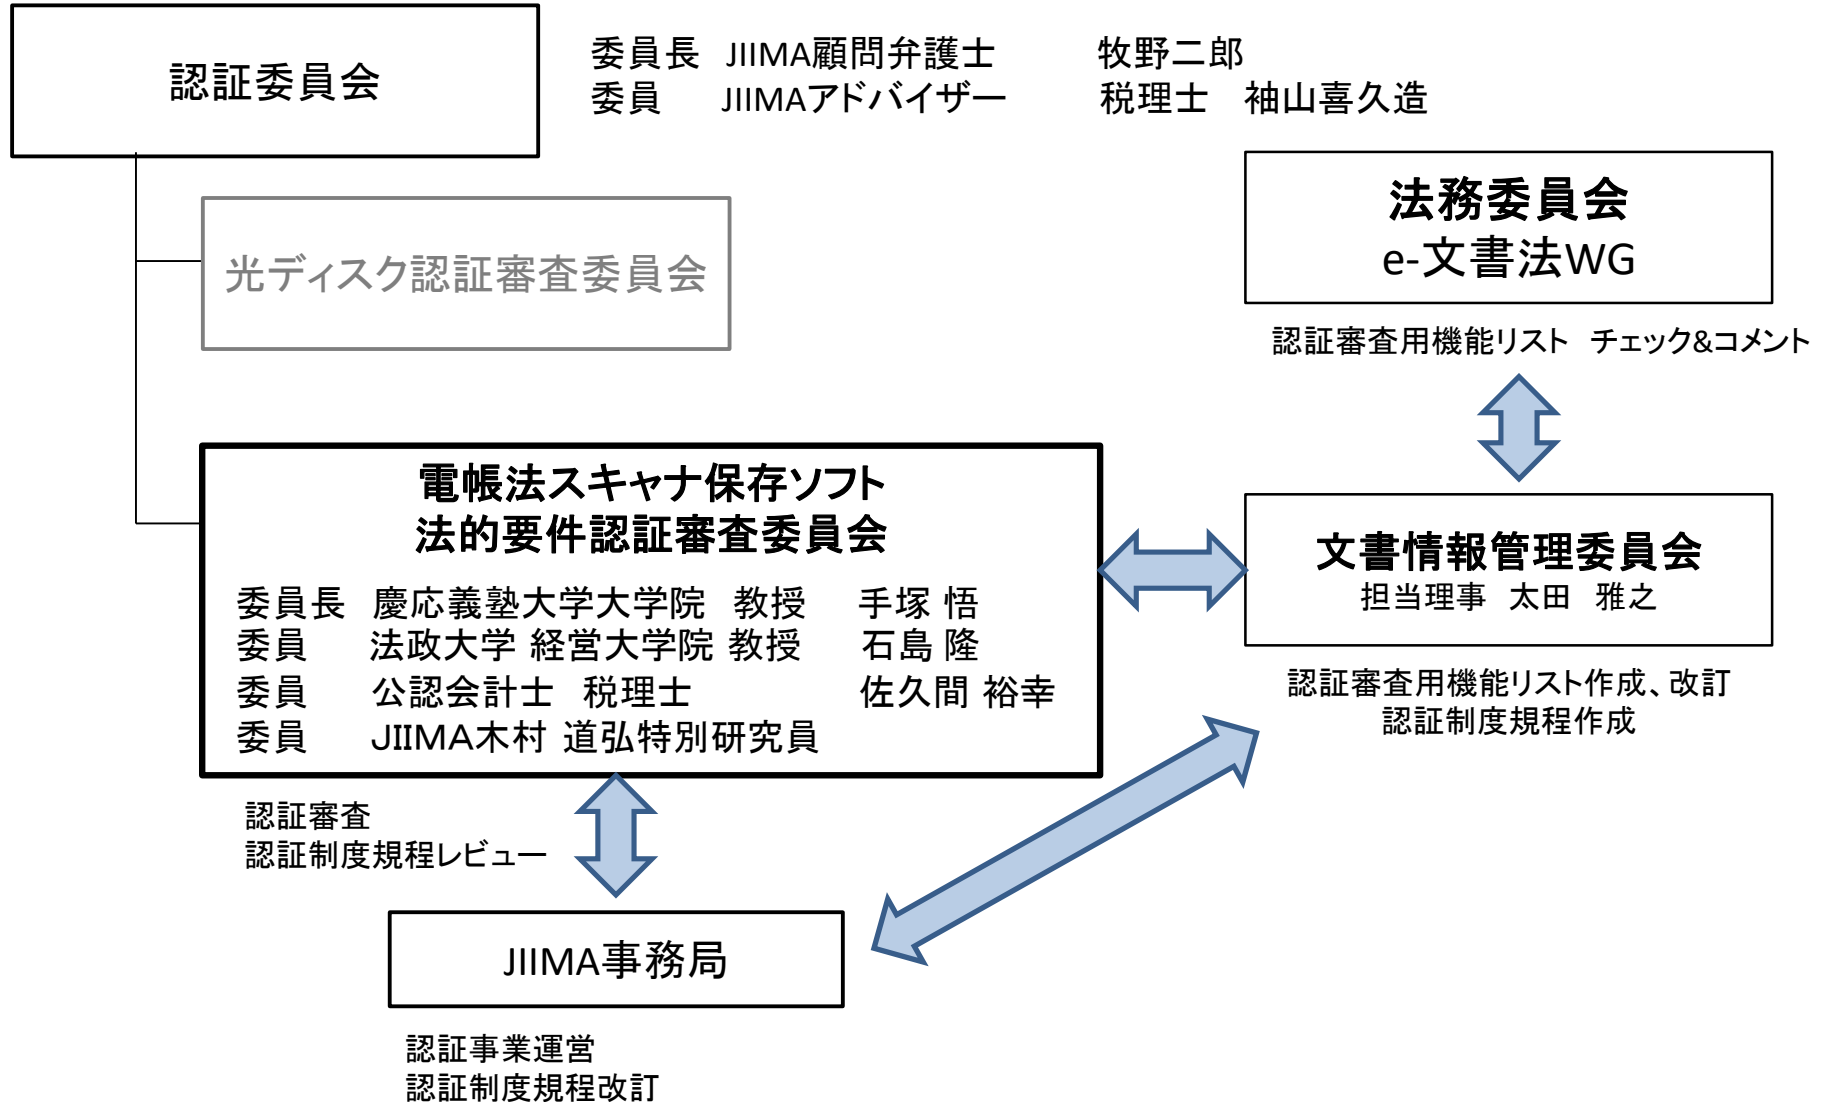 認証委員会
委員長 JIIMA顧問弁護士 牧野二郎
委員 JIIMAアドバイザー 税理士 袖山喜久造
光ディスク認証審査委員会
法務委員会
e-文書法WG
認証審査用機能リスト チェック&コメント
電帳法スキャナ保存ソフト
法的要件認証審査委員会
委員長 慶応義塾大学大学院 教授 手塚 悟
委員 法政大学 経営大学院 教授 石島 隆
委員 公認会計士 税理士 佐久間 裕幸
委員 JIIMA木村 道弘特別研究員
文書情報管理委員会
担当理事 太田 雅之
認証審査用機能リスト作成、改訂
認証制度規程作成
認証審査
認証制度規程レビュー
JIIMA事務局
認証事業運営
認証制度規程改訂